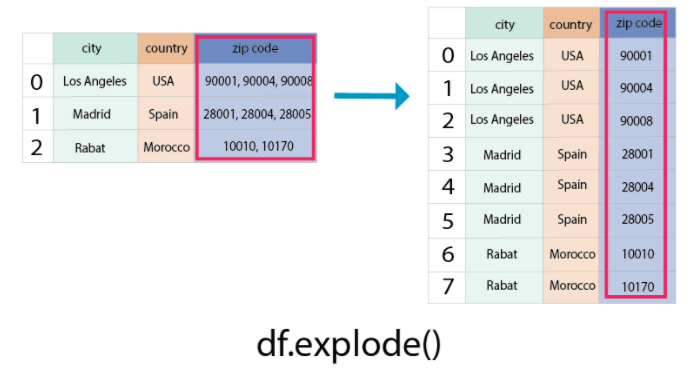 city country zip code
0 Los Angeles USA 90001, 90004, 90008
1 Madrid Spain 28001, 28004, 28005
2 Rabat Morocco 10010, 10170
city country zip code
0 Los Angeles USA 90001
1 Los Angeles USA 90004
2 Los Angeles USA 90008
3 Madrid Spain 28001
4 Madrid Spain 28004
5 Madrid Spain 28005
6 Rabat Morocco 10010
7 Rabat Morocco 10170
df.explode()